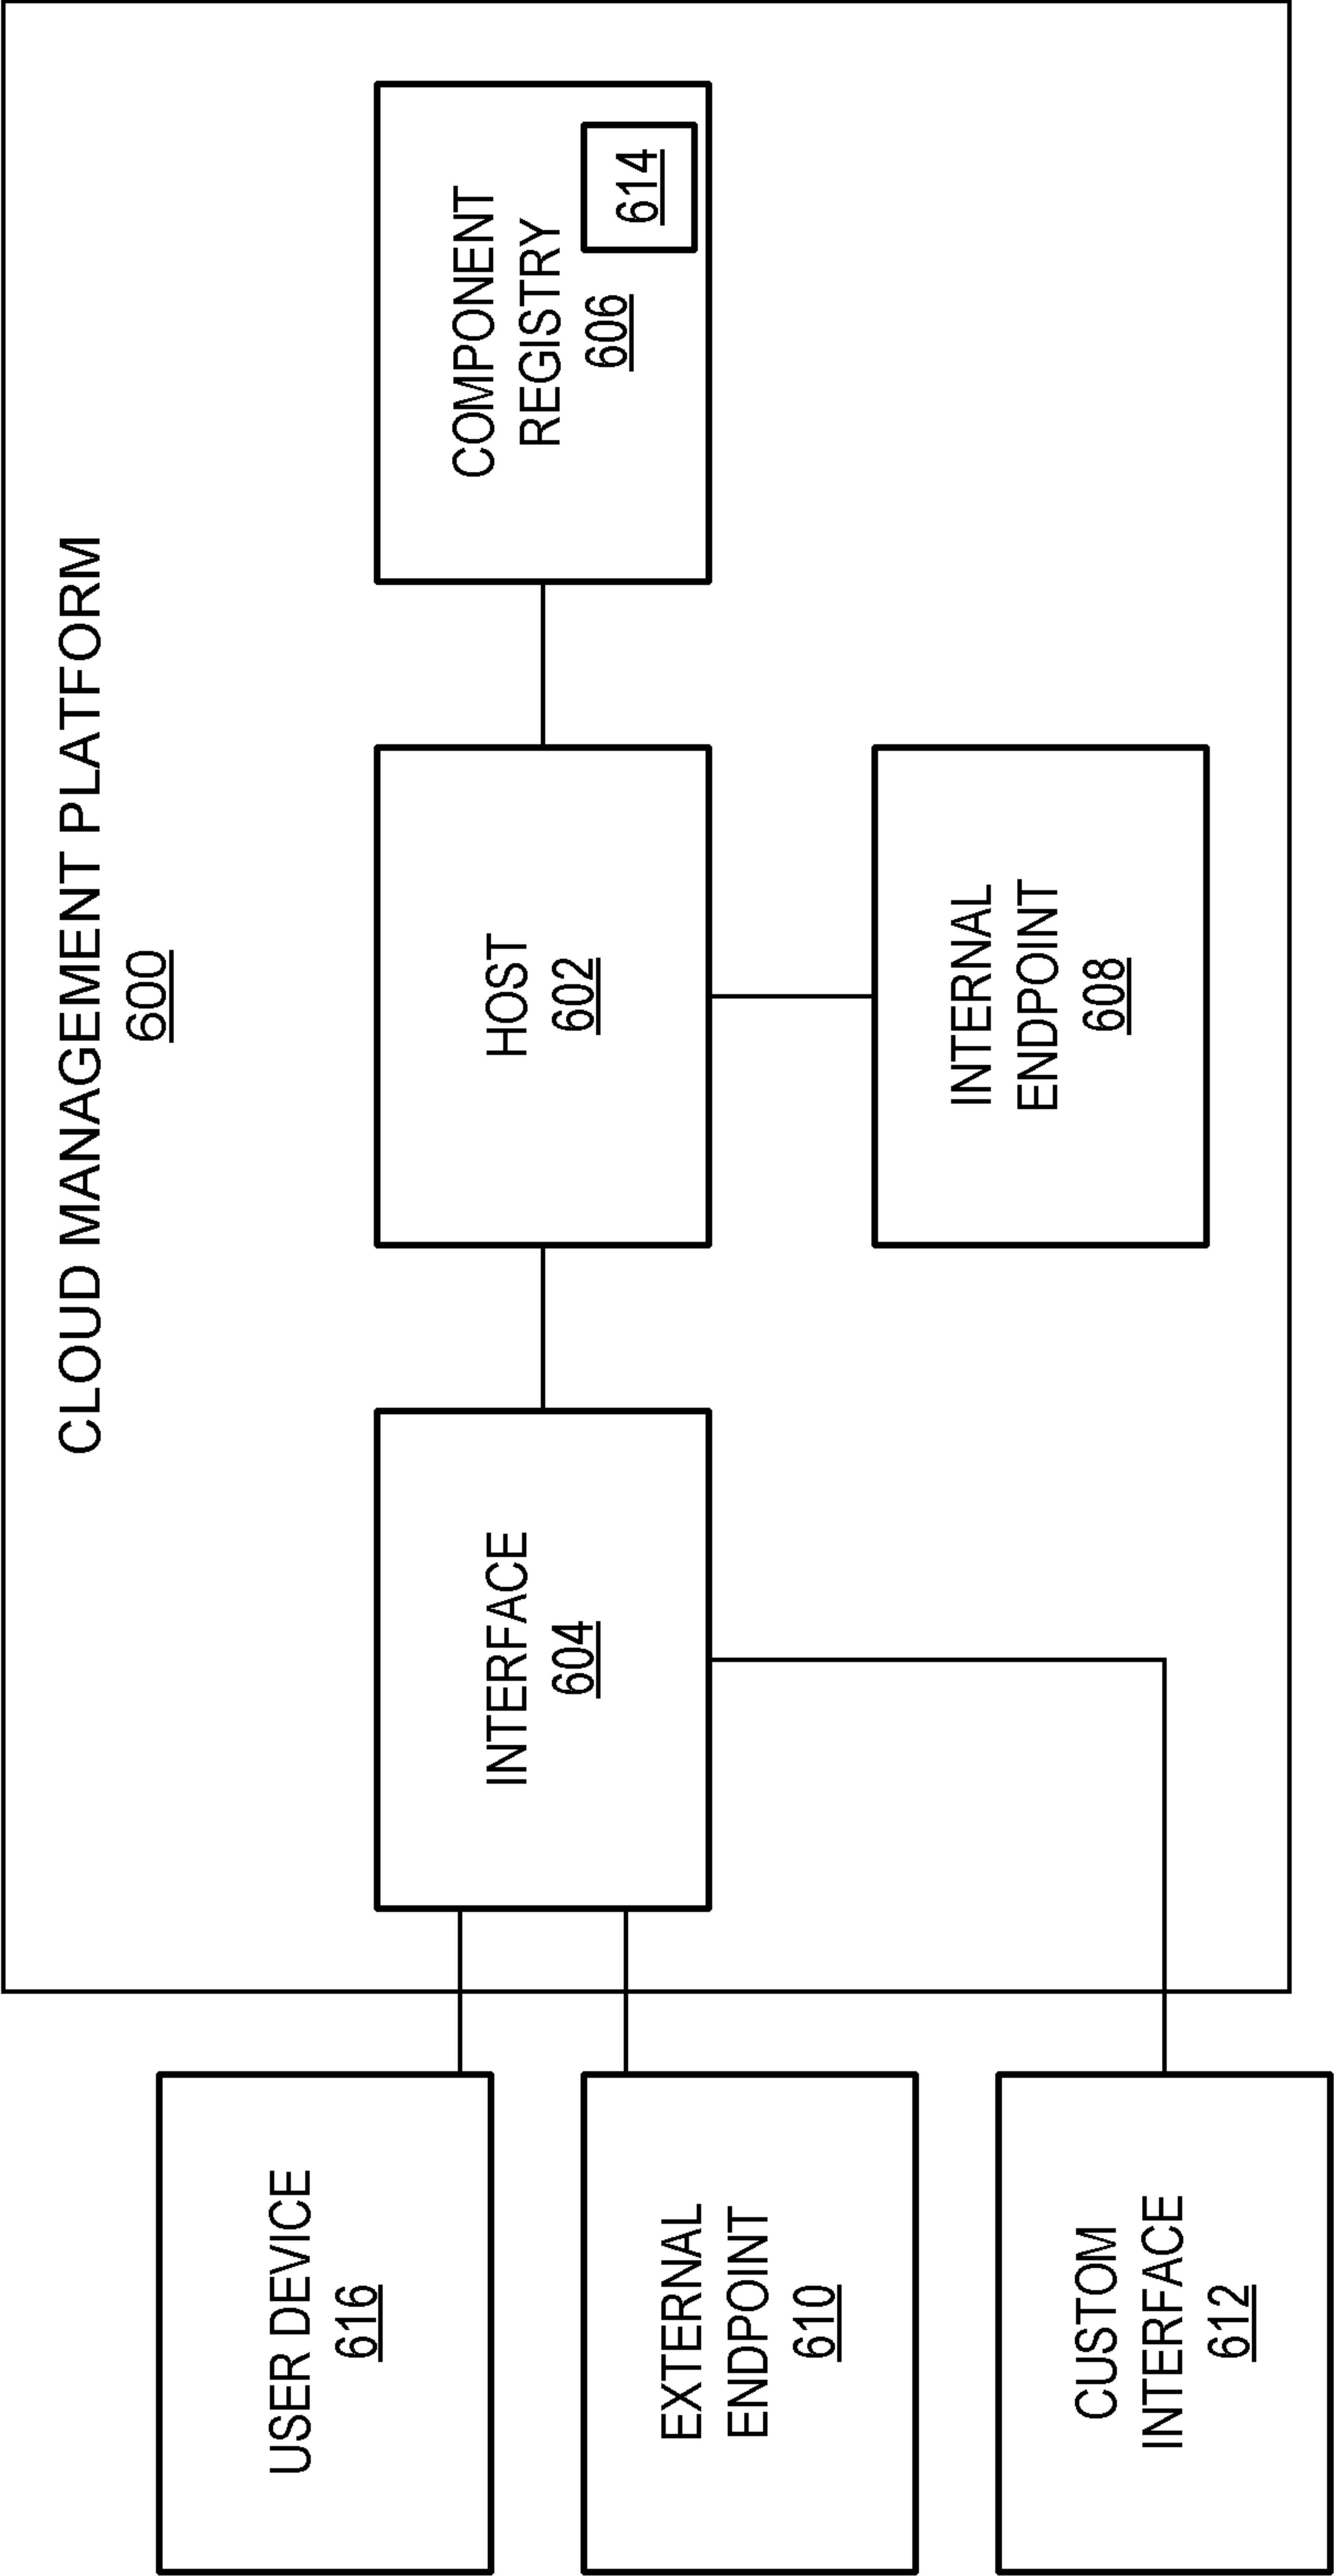 CLOUD MANAGEMENT PLATFORM
600
USER DEVICE
616
EXTERNAL
ENDPOINT
610
CUSTOM
INTERFACE
612
INTERFACE
604
HOST
602
COMPONENT
REGISTRY
606
614
INTERNAL
ENDPOINT
608